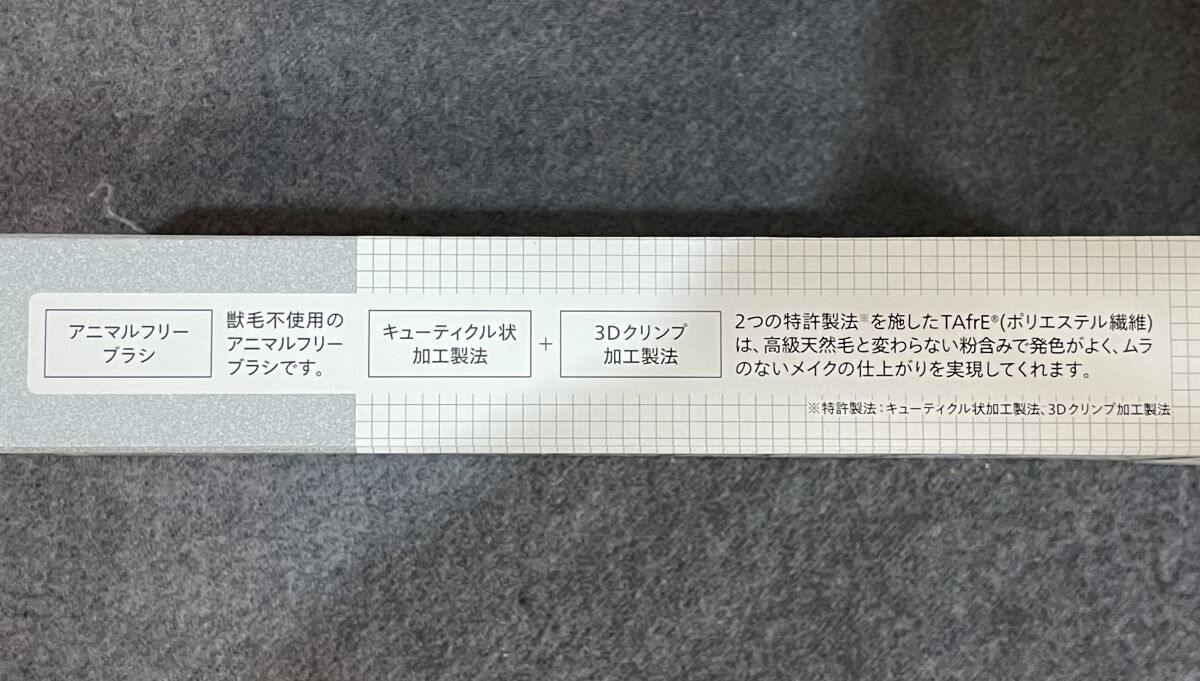 アニマルフリー
ブラシ
獣毛不使用の
アニマルフリー
ブラシです。
キューティクル状
加工製法
+
3Dクリンプ
加工製法
2つの特許製法※を施したTAfrE®(ポリエステル繊維)
は、高級天然毛と変わらない粉含みで発色がよく、ムラ
のないメイクの仕上がりを実現してくれます。
※特許製法：キューティクル状加工製法、3Dクリンプ加工製法